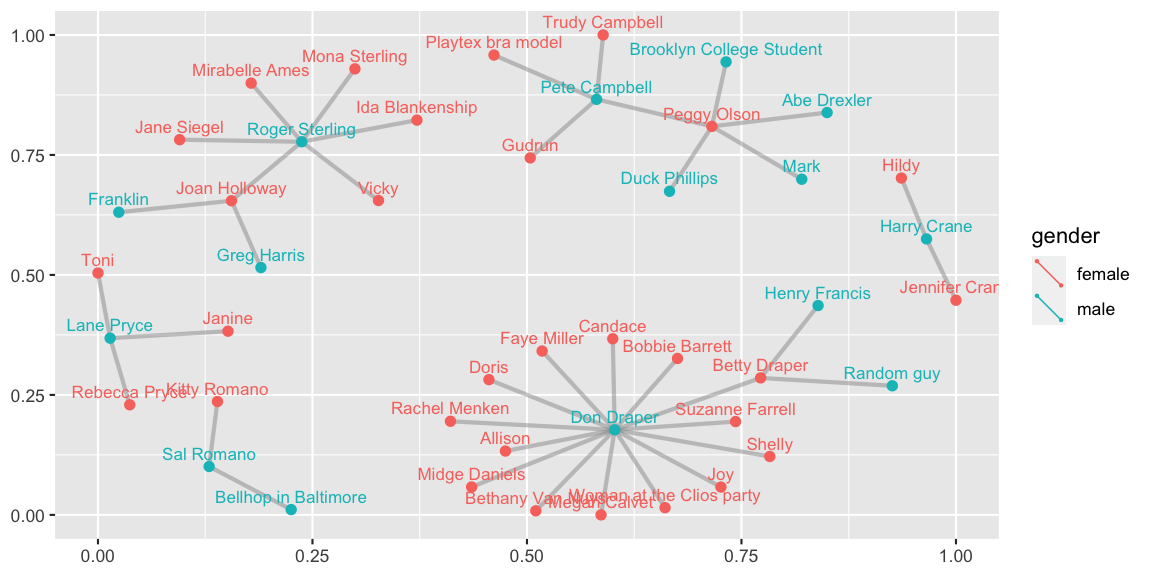 Trudy Campbell
1.00
Playtex bra model
Brooklyn College Student
Mona Sterling
Mirabelle Ames
Pete Campbell
Abe Drexler
Ida Blankenship
Peggy Olson
Jane Siegel
Roger Sterling
Gudrun
0.75
Mark
Hildy
Duck Phillips
Joan Holloway
Vicky
Franklin
Harry Crane
Greg Harris
Toni
0.50
Jennifer Cran
Henry Francis
Lane Pryce
Janine
Candace
Faye Miller
Bobbie Barrett
Doris
Betty Draper
Random guy
Rebecca Pryce
Kitty Romano
0.25
Rachel Menken
Don Draper
Suzanne Farrell
Allison
Shelly
Sal Romano
Midge Daniels
Joy
Bellhop in Baltimore
Bethany Van Nuys
Woman at the Clios party
Megan Calvet
0.00
0.00 0.25 0.50 0.75 1.00
gender
female
male